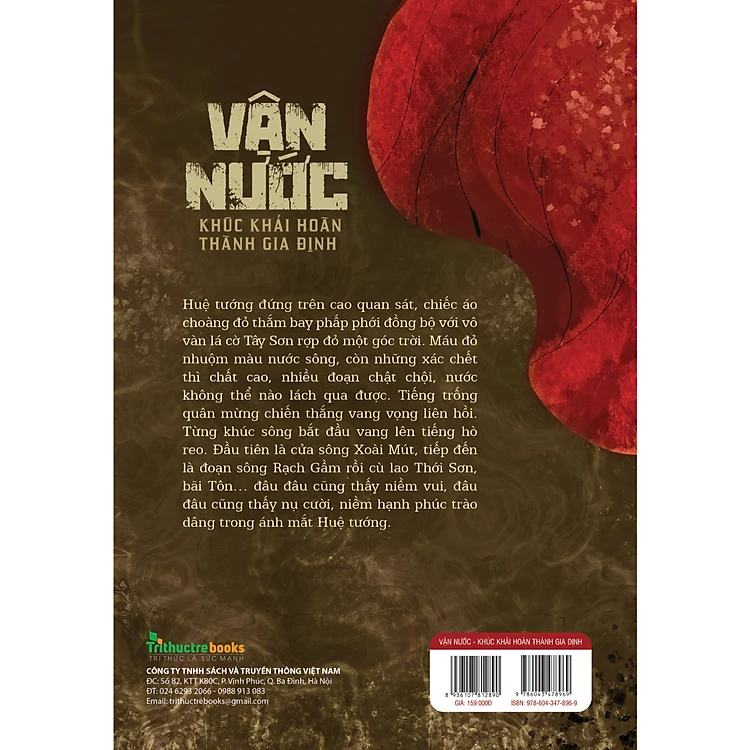 VẬN
NƯỚC
KHÚC KHẢI HOÀN
THÀNH GIA ĐỊNH
Huệ tướng đứng trên cao quan sát, chiếc áo
choàng đỏ thắm bay phấp phới đồng bộ với vô
vàn lá cờ Tây Sơn rợp đỏ một góc trời. Máu đỏ
nhuộm màu nước sông, còn những xác chết
thì chất cao, nhiều đoạn chật chội, nước
không thể nào lách qua được. Tiếng trống
quân mừng chiến thắng vang vọng liên hồi.
Từng khúc sông bắt đầu vang lên tiếng hò
reo. Đầu tiên là cửa sông Xoài Mút, tiếp đến
là đoạn sông Rạch Gầm rồi cù lao Thới Sơn,
bãi Tôn... đâu đâu cũng thấy niềm vui, đâu
đâu cũng thấy nụ cười, niềm hạnh phúc trào
dâng trong ánh mắt Huệ tướng.
Trithuctrebooks
TRI THỨC LÀ SỨC MẠNH
CÔNG TY TNHH SÁCH VÀ TRUYỀN THÔNG VIỆT NAM
ĐC: Số 82, KTT K80C, P. Vĩnh Phúc, Q. Ba Đình, Hà Nội
ĐT: 024 6293 2066 - 0988 913 083
Email: trithuctrebooks@gmail.com
VẬN NƯỚC - KHÚC KHẢI HOÀN THÀNH GIA ĐỊNH
8 936107 812890
GIÁ: 159.000Đ
9 786043 478969
ISBN: 978-604-347-896-9